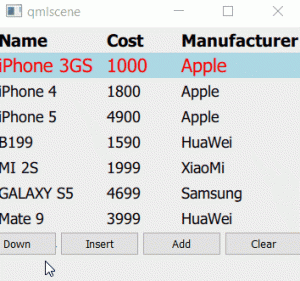 qmlscene
Name Cost Manufacturer
iPhone 3GS 1000 Apple
iPhone 4 1800 Apple
iPhone 5 4900 Apple
B199 1590 HuaWei
MI 2S 1999 XiaoMi
GALAXY S5 4699 Samsung
Mate 9 3999 HuaWei
Down Insert Add Clear